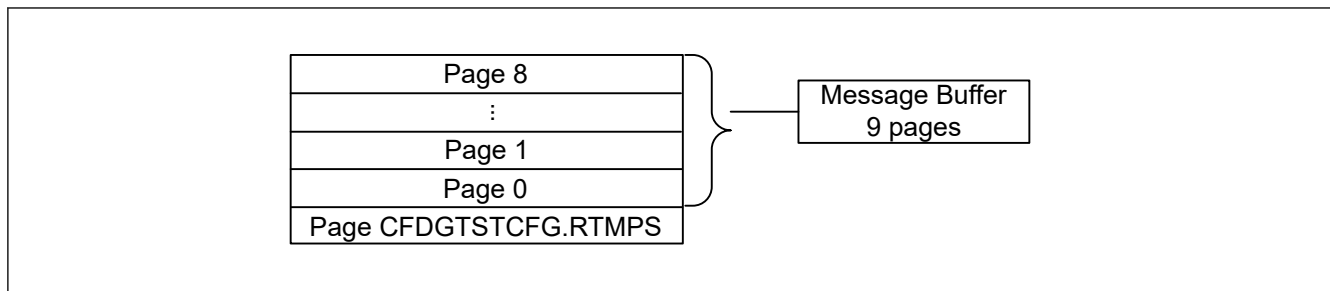 Page 8
⋮
Page 1
Page 0
Page CFDGTSTCFG.RTMPS
Message Buffer
9 pages